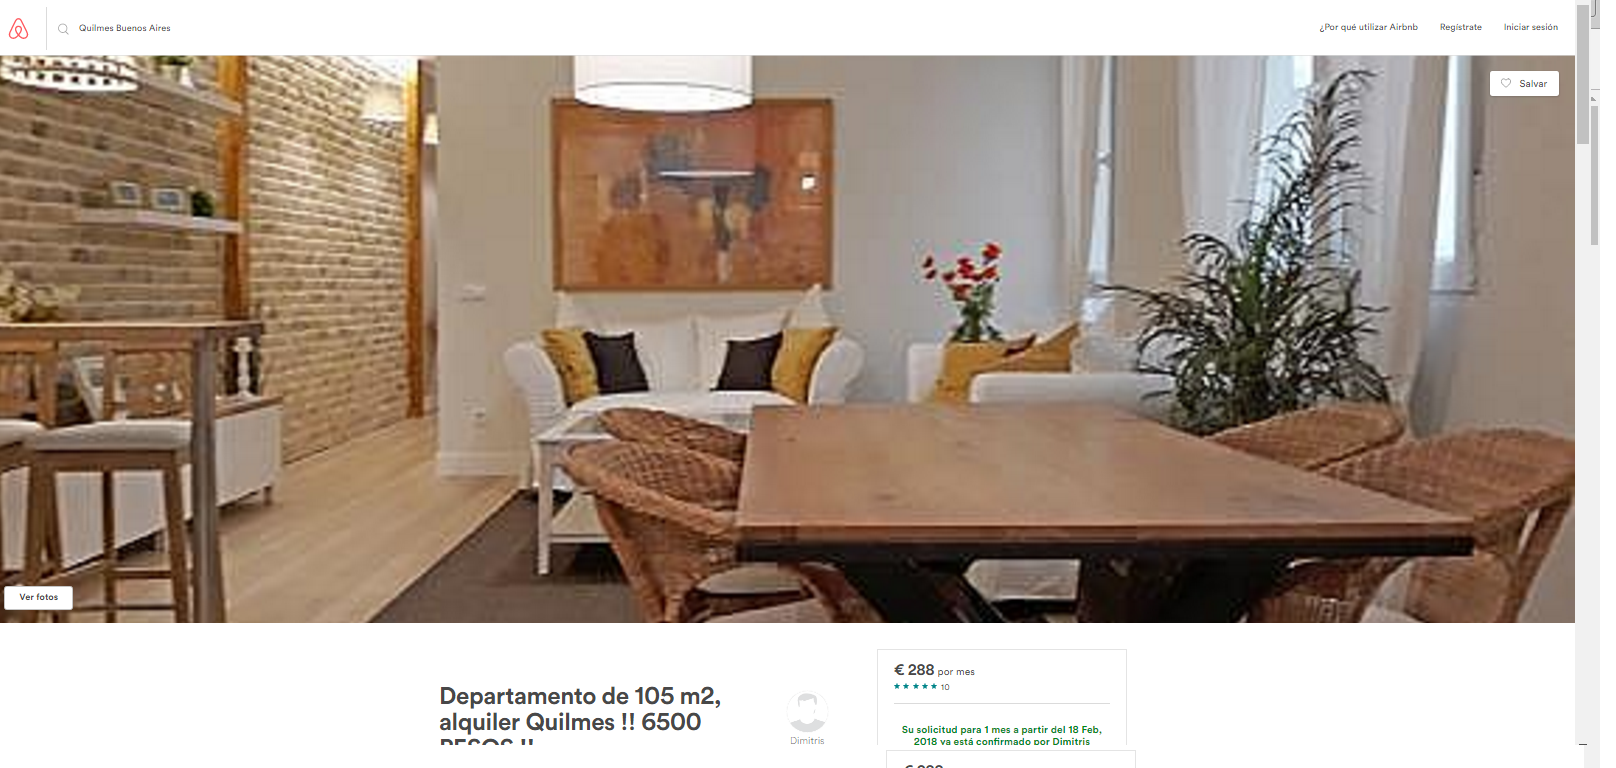 Quilmes Buenos Aires
¿Por qué utilizar Airbnb
Regístrate
Iniciar sesión
Salvar
Ver fotos
Departamento de 105 m2,
alquiler Quilmes !! 6500
PESOS !!
Dimitris
€ 288 por mes
10
Su solicitud para 1 mes a partir del 18 Feb,
2018 ya está confirmado por Dimitris